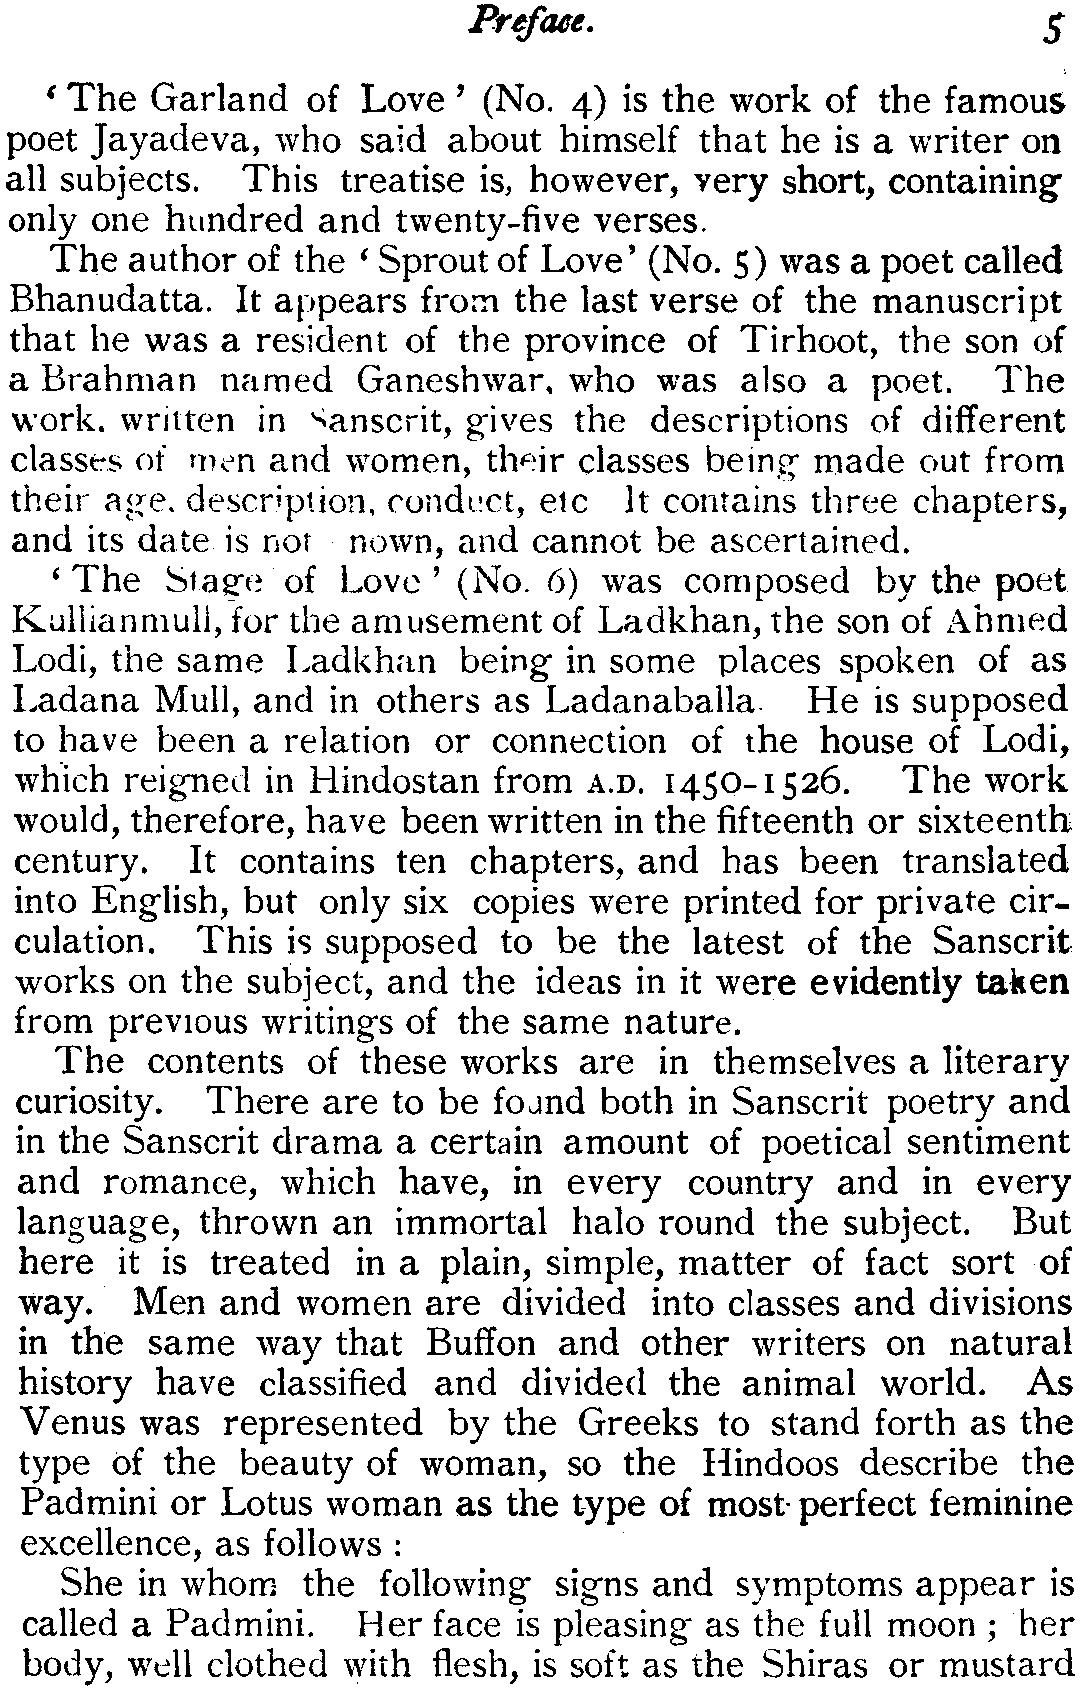 Preface. 5
‘ The Garland of Love ’ (No. 4) is the work of the famous
poet Jayadeva, who said about himself that he is a writer on
all subjects. This treatise is, however, very short, containing
only one hundred and twenty-five verses.
The author of the ‘ Sprout of Love’ (No. 5) was a poet called
Bhanudatta. It appears from the last verse of the manuscript
that he was a resident of the province of Tirhoot, the son of
a Brahman named Ganeshwar, who was also a poet. The
work, written in Sanscrit, gives the descriptions of different
classes of men and women, their classes being made out from
their age, description, conduct, etc It contains three chapters,
and its date is not nown, and cannot be ascertained.
‘ The Stage of Love ’ (No. 6) was composed by the poet
Kullianmull, for the amusement of Ladkhan, the son of Ahmed
Lodi, the same Ladkhan being in some places spoken of as
Ladana Mull, and in others as Ladanaballa. He is supposed
to have been a relation or connection of the house of Lodi,
which reigned in Hindostan from A.D. 1450-1526. The work
would, therefore, have been written in the fifteenth or sixteenth
century. It contains ten chapters, and has been translated
into English, but only six copies were printed for private cir-
culation. This is supposed to be the latest of the Sanscrit
works on the subject, and the ideas in it were evidently taken
from previous writings of the same nature.
The contents of these works are in themselves a literary
curiosity. There are to be found both in Sanscrit poetry and
in the Sanscrit drama a certain amount of poetical sentiment
and romance, which have, in every country and in every
language, thrown an immortal halo round the subject. But
here it is treated in a plain, simple, matter of fact sort of
way. Men and women are divided into classes and divisions
in the same way that Buffon and other writers on natural
history have classified and divided the animal world. As
Venus was represented by the Greeks to stand forth as the
type of the beauty of woman, so the Hindoos describe the
Padmini or Lotus woman as the type of most perfect feminine
excellence, as follows :
She in whom the following signs and symptoms appear is
called a Padmini. Her face is pleasing as the full moon ; her
body, well clothed with flesh, is soft as the Shiras or mustard